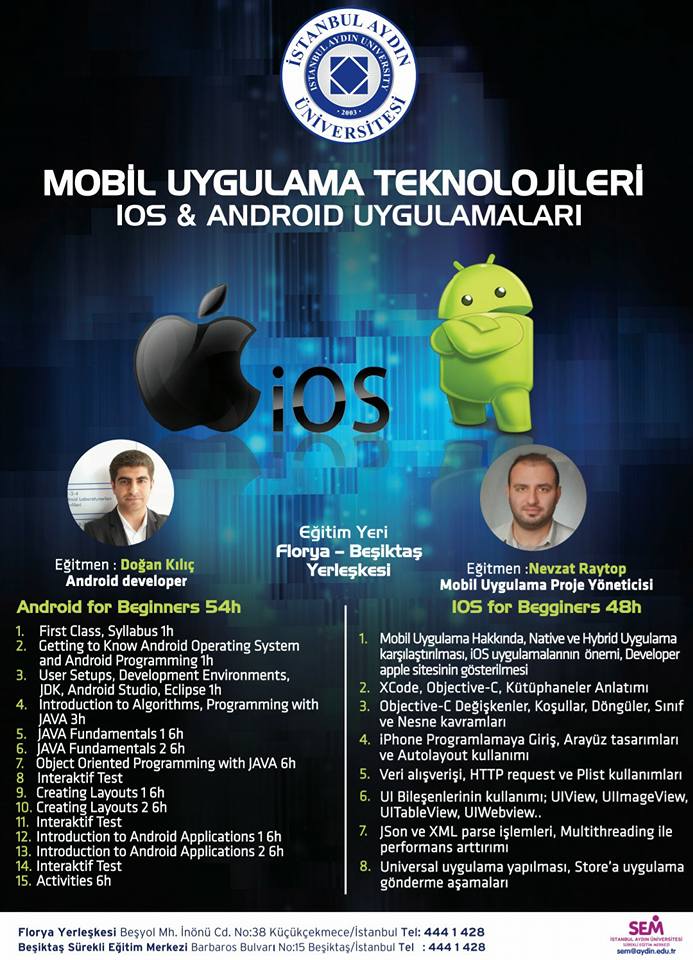 İSTANBUL AYDIN
ÜNİVERSİTESİ
ISTANBUL AYDIN UNIVERSITY
· 2003 ·
MOBİL UYGULAMA TEKNOLOJİLERİ
IOS & ANDROID UYGULAMALARI
iOS
Eğitmen : Doğan Kılıç
Android developer
Eğitim Yeri
Florya – Beşiktaş
Yerleşkesi
Eğitmen :Nevzat Raytop
Mobil Uygulama Proje Yöneticisi
Android for Beginners 54h
1. First Class, Syllabus 1h
2. Getting to Know Android Operating System
and Android Programming 1h
3. User Setups, Development Environments,
JDK, Android Studio, Eclipse 1h
4. Introduction to Algorithms, Programming with
JAVA 3h
5. JAVA Fundamentals 1 6h
6. JAVA Fundamentals 2 6h
7. Object Oriented Programming with JAVA 6h
8 Interaktif Test
9. Creating Layouts 1 6h
10. Creating Layouts 2 6h
11. Interaktif Test
12. Introduction to Android Applications 1 6h
13. Introduction to Android Applications 2 6h
14. Interaktif Test
15. Activities 6h
IOS for Begginers 48h
1. Mobil Uygulama Hakkında, Native ve Hybrid Uygulama
karşılaştırılması, iOS uygulamalarının önemi, Developer
apple sitesinin gösterilmesi
2. XCode, Objective-C, Kütüphaneler Anlatımı
3. Objective-C Değişkenler, Koşullar, Döngüler, Sınıf
ve Nesne kavramları
4. iPhone Programlamaya Giriş, Arayüz tasarımları
ve Autolayout kullanımı
5. Veri alışverişi, HTTP request ve Plist kullanımları
6. UI Bileşenlerinin kullanımı; UIView, UIImageView,
UITableView, UIWebview..
7. JSon ve XML parse işlemleri, Multithreading ile
performans arttırımı
8. Universal uygulama yapılması, Store'a uygulama
gönderme aşamaları
Florya Yerleşkesi Beşyol Mh. İnönü Cd. No:38 Küçükçekmece/İstanbul Tel: 444 1 428
Beşiktaş Sürekli Eğitim Merkezi Barbaros Bulvarı No:15 Beşiktaş/İstanbul Tel : 444 1 428
SEM
İSTANBUL AYDIN ÜNİVERSİTESİ
SÜREKLİ EĞİTİM MERKEZİ
sem@aydin.edu.tr